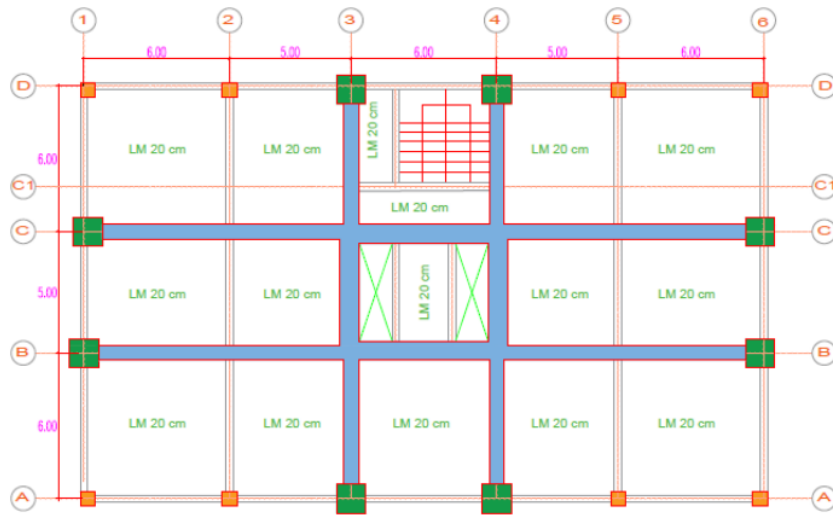 1 2 3 4 5 6
6.00 5.00 6.00 5.00 6.00
D D
LM 20 cm LM 20 cm LM 20 cm LM 20 cm LM 20 cm
6.00
C1 C1
LM 20 cm
C C
LM 20 cm LM 20 cm LM 20 cm LM 20 cm LM 20 cm
5.00
B B
LM 20 cm LM 20 cm LM 20 cm LM 20 cm LM 20 cm
6.00
A A